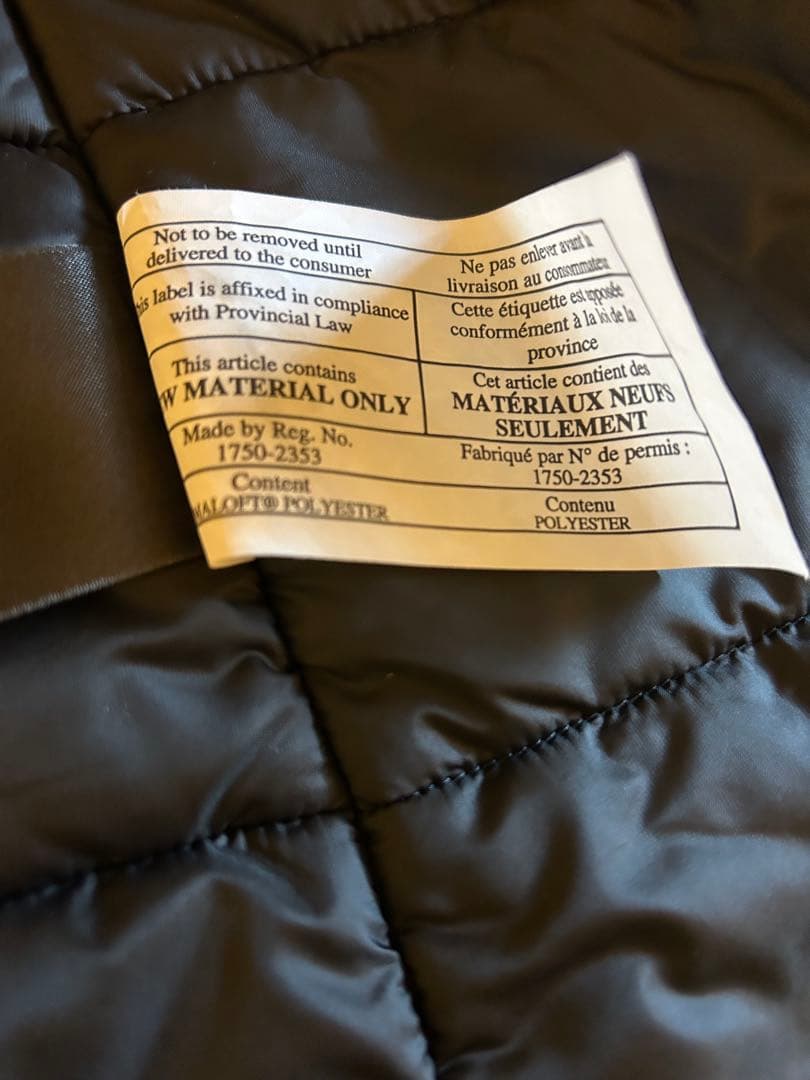 Not to be removed until
delivered to the consumer
Ne pas enlever avant la
livraison au consommateur
label is affixed in compliance
with Provincial Law
Cette étiquette est apposée
conformément à la loi de la
province
This article contains
MATERIAL ONLY
Cet article contient des
MATÉRIAUX NEUFS
SEULEMENT
Made by Reg. No.
1750-2353
Fabriqué par N° de permis :
1750-2353
Content
POLYESTER
Contenu
POLYESTER